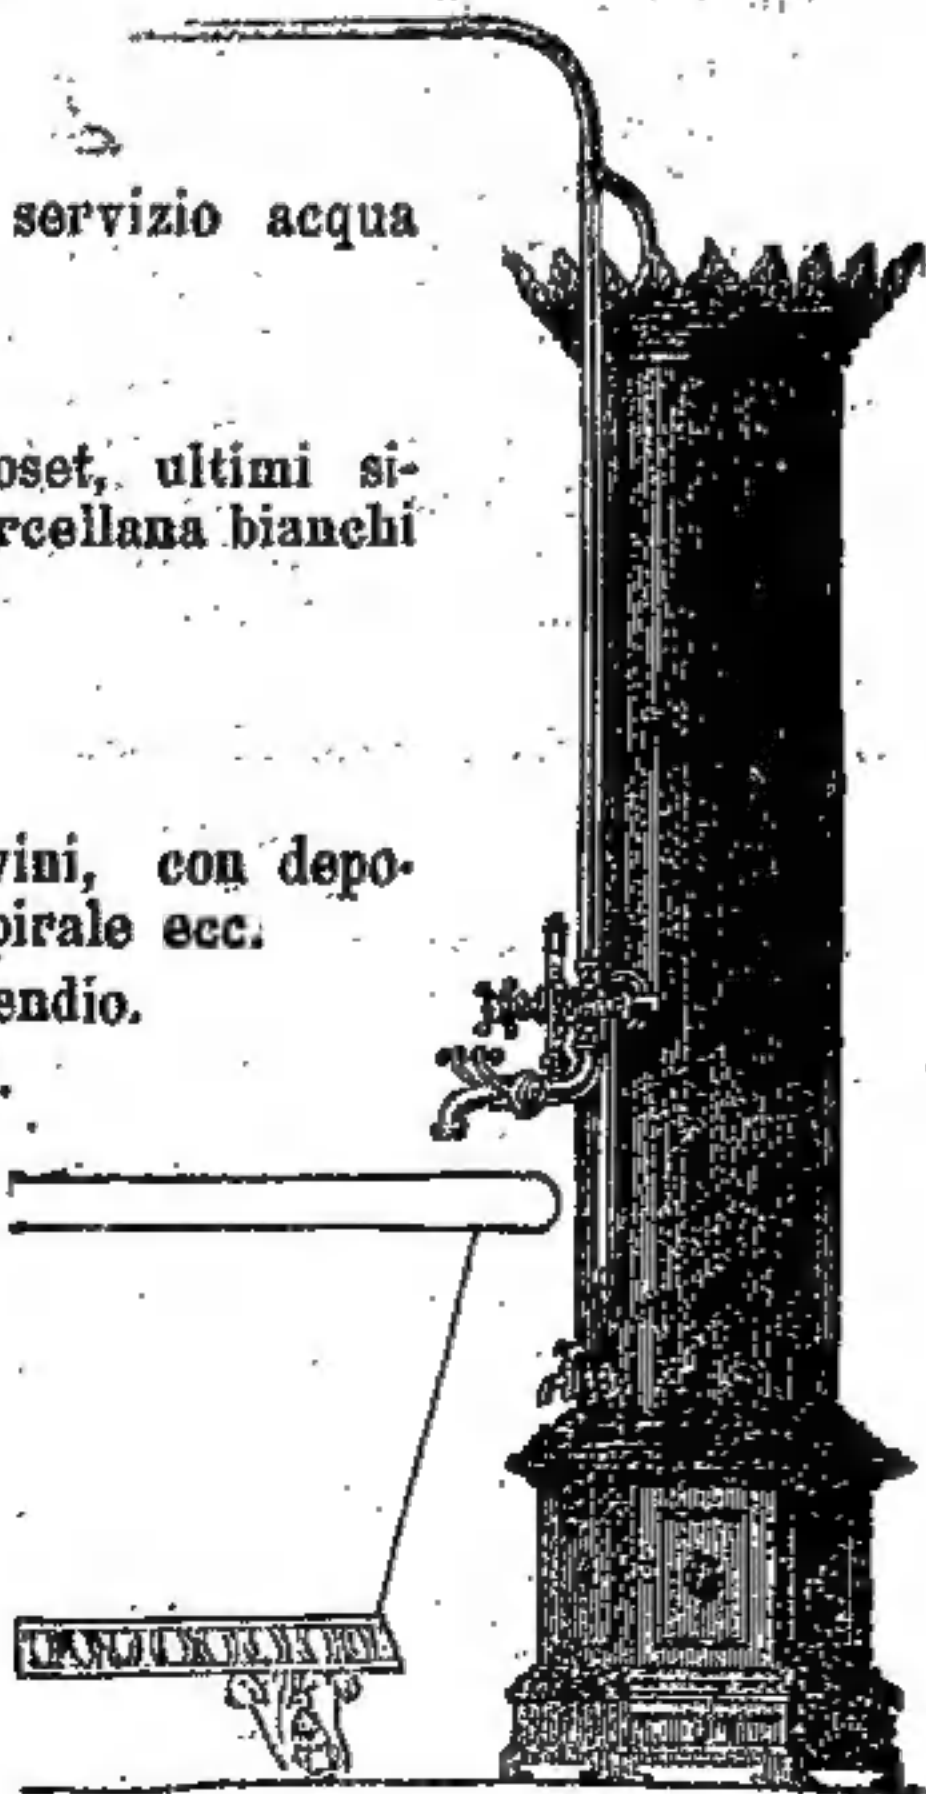 servizio acqua
oset, ultimi si-
rcellana bianchi
vini, con depo-
pirale ecc.
endio.